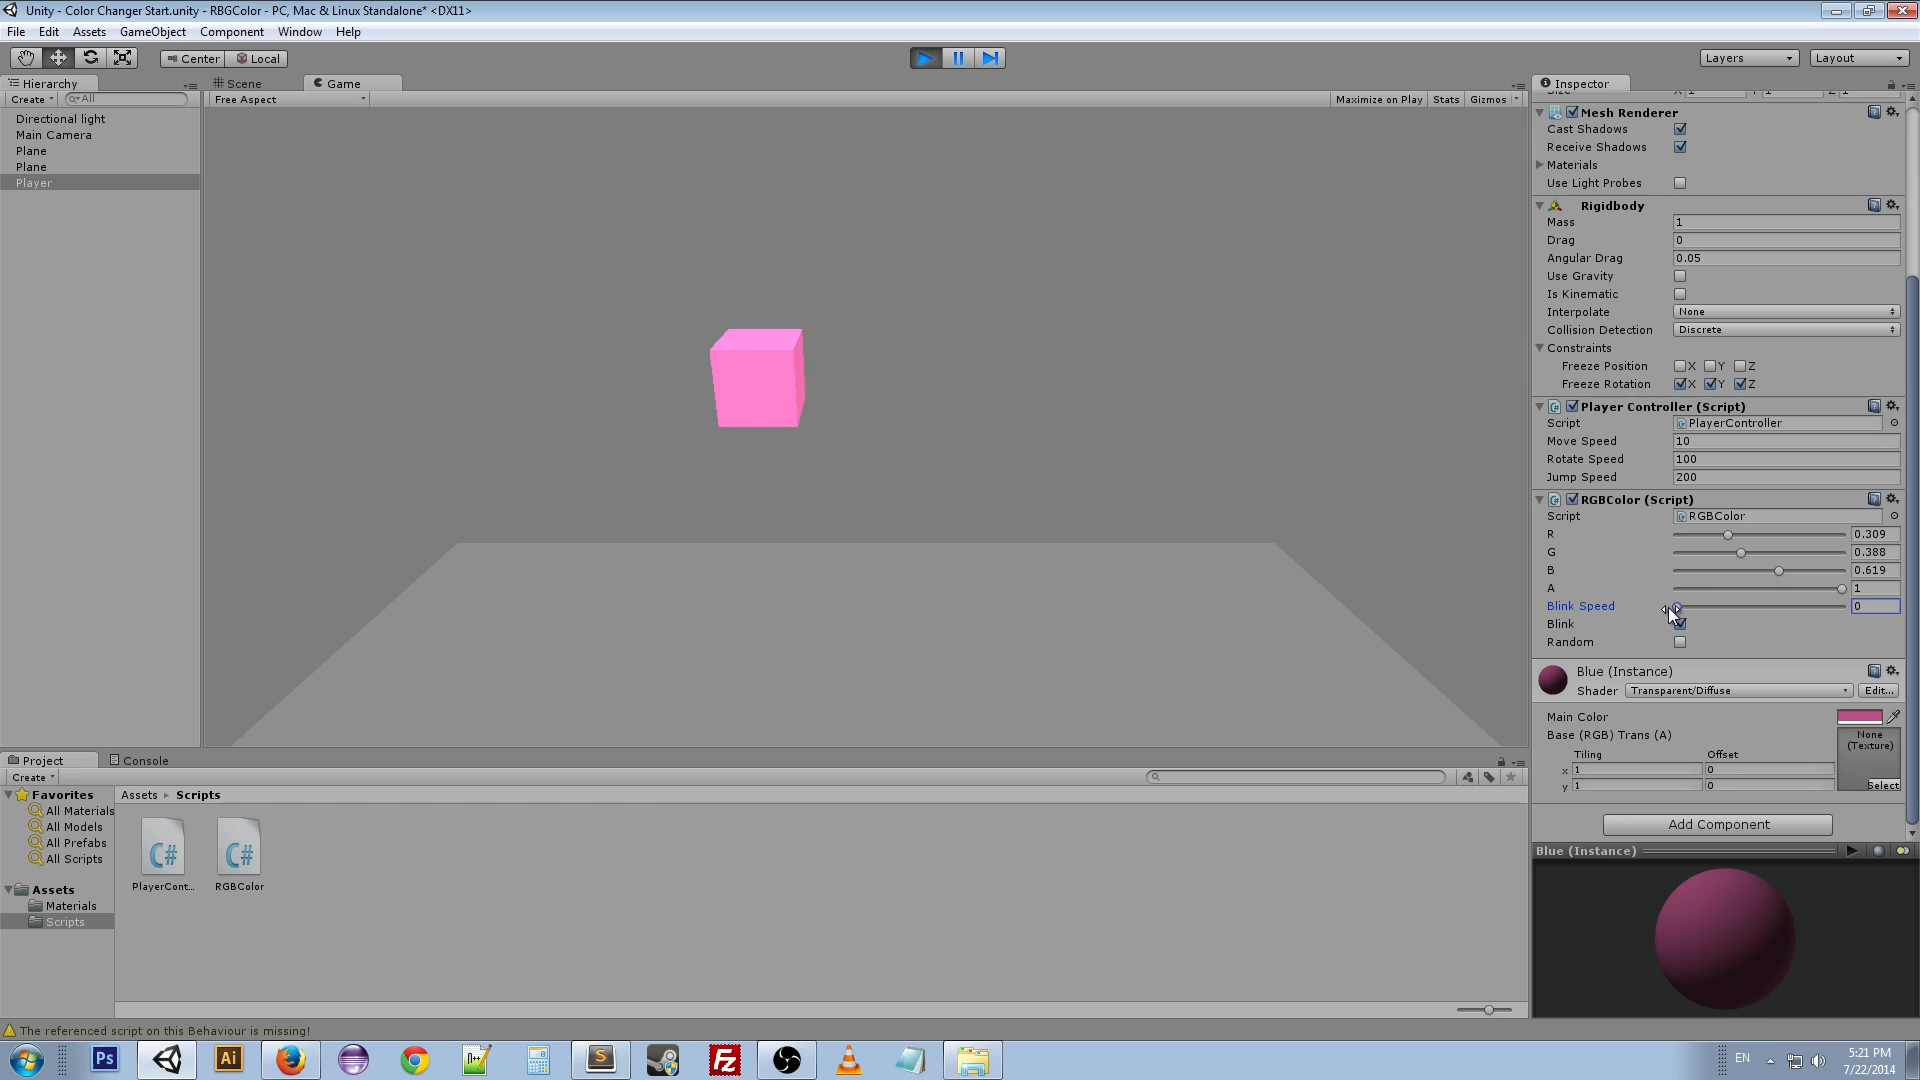 Unity - Color Changer Start.unity - RBGColor - PC, Mac & Linux Standalone* <DX11>
File Edit Assets GameObject Component Window Help
Center Local
Layers Layout
Hierarchy
Create All
Directional light
Main Camera
Plane
Plane
Player
Scene Game
Free Aspect
Maximize on Play Stats Gizmos
Inspector
Mesh Renderer
Cast Shadows
Receive Shadows
Materials
Use Light Probes
Rigidbody
Mass 1
Drag 0
Angular Drag 0.05
Use Gravity
Is Kinematic
Interpolate None
Collision Detection Discrete
Constraints
Freeze Position X Y Z
Freeze Rotation X Y Z
Player Controller (Script)
Script PlayerController
Move Speed 10
Rotate Speed 100
Jump Speed 200
RGBColor (Script)
Script RGBColor
R 0.309
G 0.388
B 0.619
A 1
Blink Speed 0
Blink
Random
Blue (Instance)
Shader Transparent/Diffuse Edit...
Main Color
Base (RGB) Trans (A)
None
(Texture)
Tiling Offset
x 1 0
y 1 0
Select
Add Component
Blue (Instance)
Project Console
Create
Favorites
All Materials
All Models
All Prefabs
All Scripts
Assets
Materials
Scripts
Assets Scripts
C# C#
PlayerCont... RGBColor
The referenced script on this Behaviour is missing!
Ps Ai Fz S
EN
5:21 PM
7/22/2014